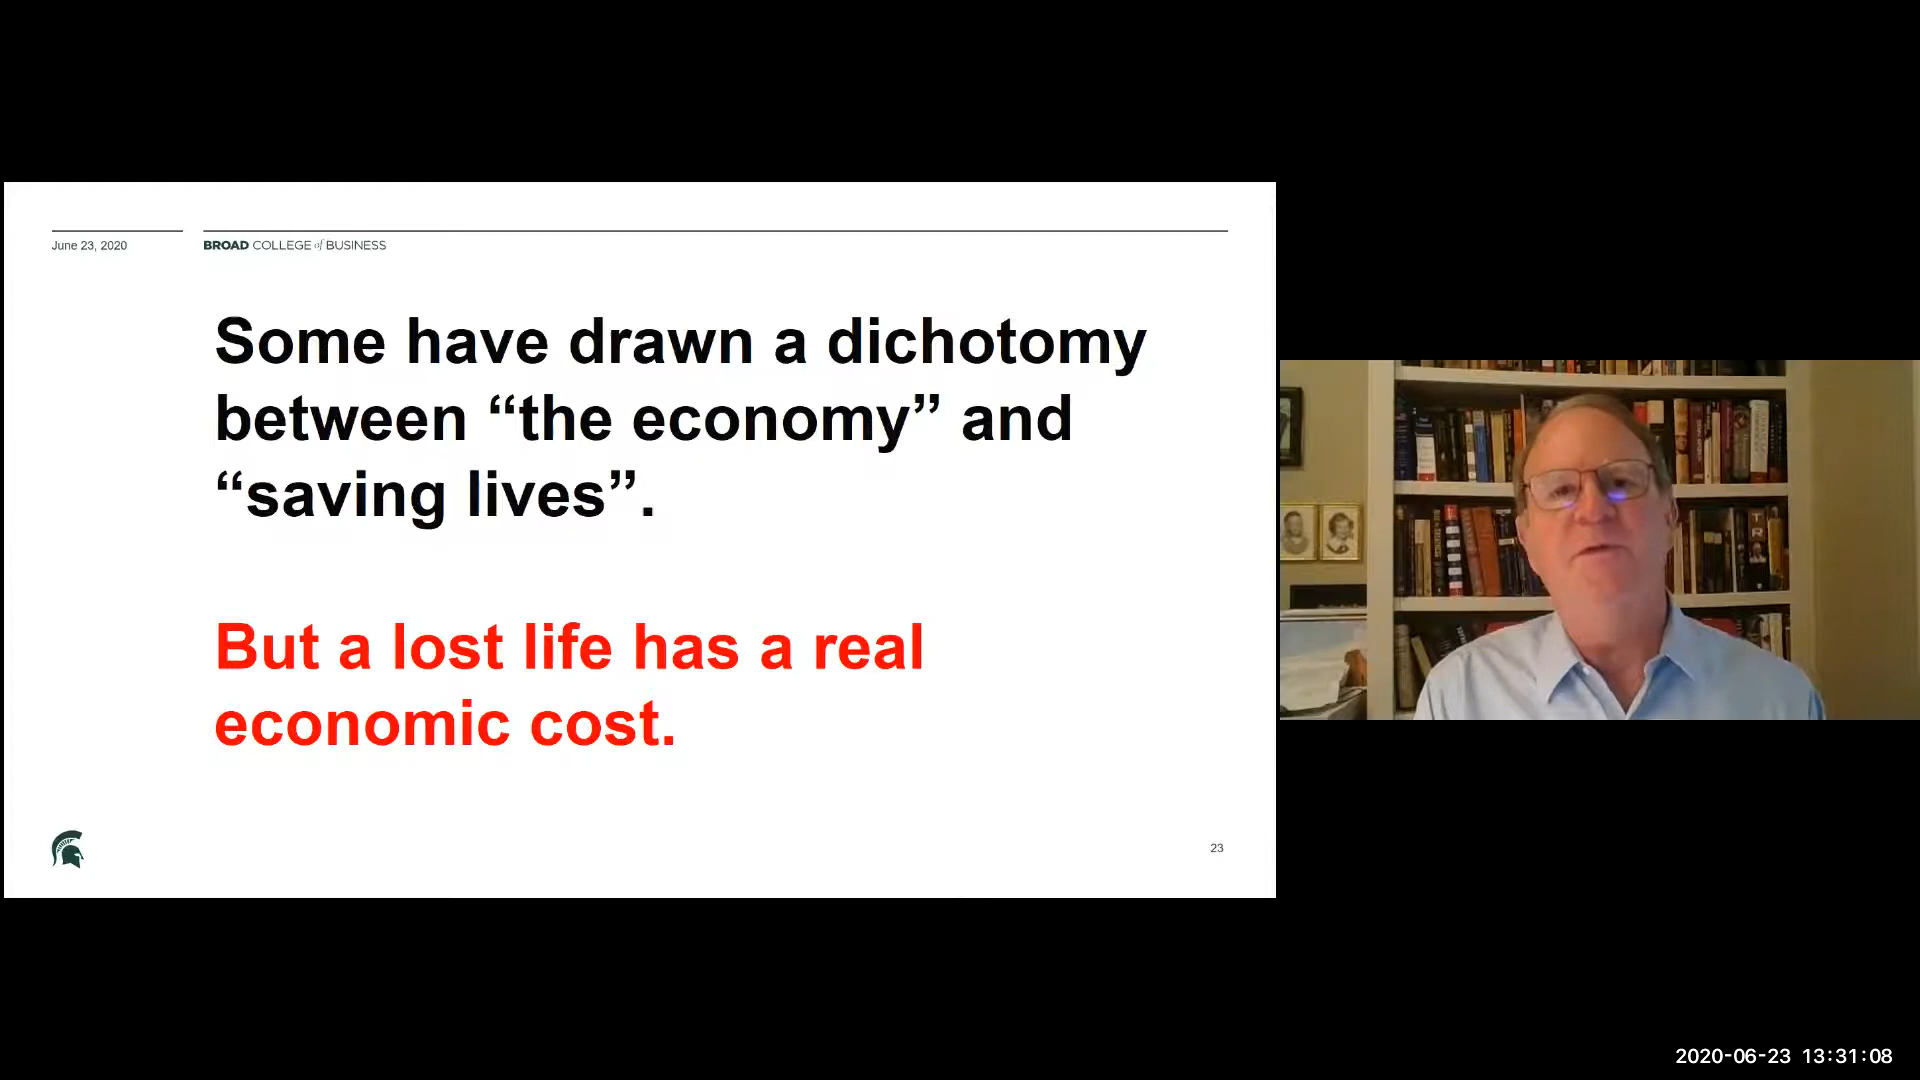 June 23, 2020
BROAD COLLEGE of BUSINESS
Some have drawn a dichotomy
between “the economy” and
“saving lives”.
But a lost life has a real
economic cost.
23
2020-06-23 13:31:08